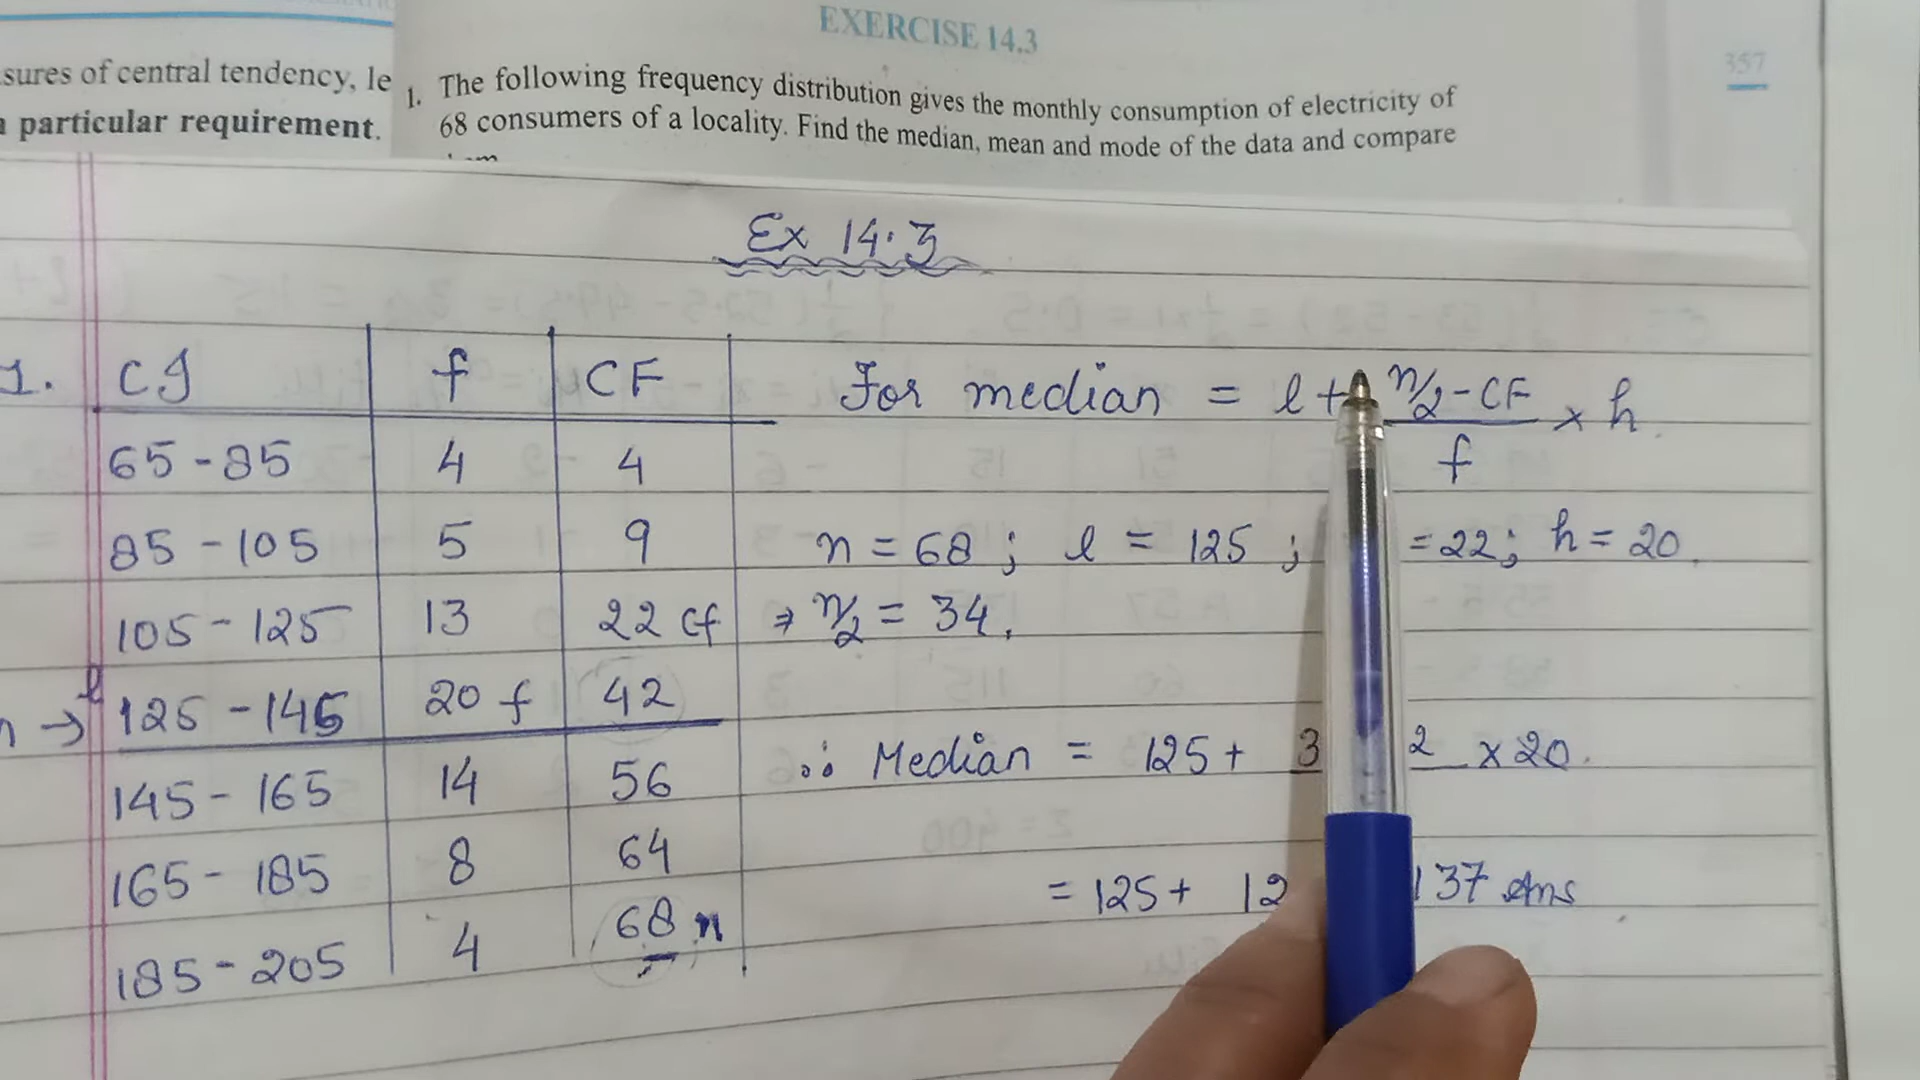 EXERCISE 14.3
357
sures of central tendency, le
particular requirement.
1. The following frequency distribution gives the monthly consumption of electricity of
68 consumers of a locality. Find the median, mean and mode of the data and compare
Ex 14.3
1. CI f CF For median = l + n/2 - CF × h
f
65 - 85 4 4
85 - 105 5 9 n = 68 ; l = 125 ; = 22; h = 20
105 - 125 13 22 cf ⇒ n/2 = 34.
l
→ 125 - 145 20 f 42
∴ Median = 125 + 3 2 × 20.
145 - 165 14 56
165 - 185 8 64
= 125 + 12 137 Ans
185 - 205 4 68 n